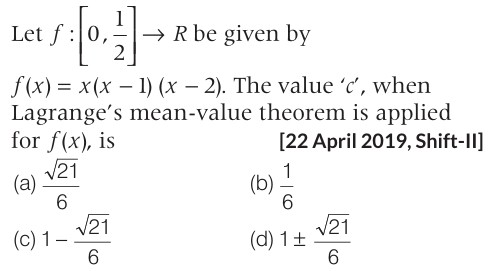 Let f : [0, 1/2] → R be given by
f(x) = x(x − 1) (x − 2). The value ‘c’, when
Lagrange’s mean-value theorem is applied
for f(x), is [22 April 2019, Shift-II]
(a) √21/6 (b) 1/6
(c) 1 − √21/6 (d) 1 ± √21/6